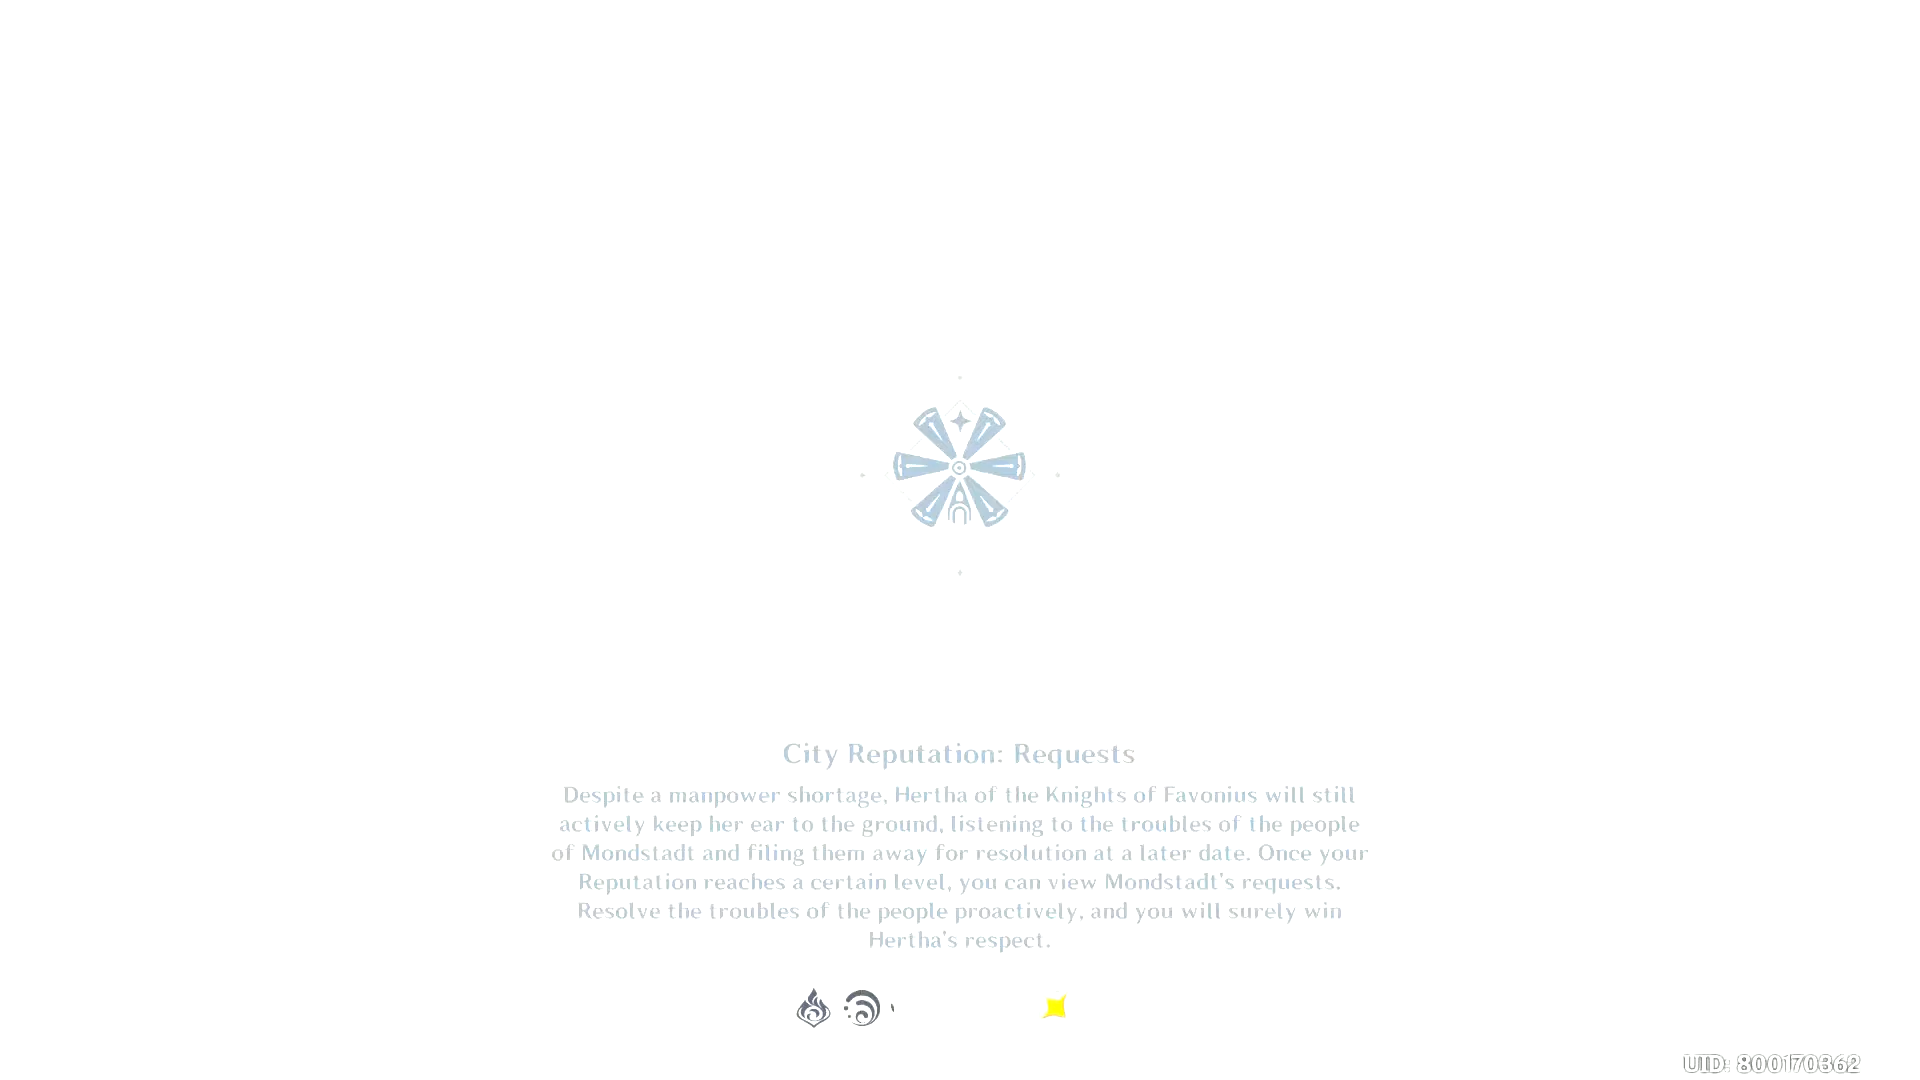 City Reputation: Requests
Despite a manpower shortage, Hertha of the Knights of Favonius will still
actively keep her ear to the ground, listening to the troubles of the people
of Mondstadt and filing them away for resolution at a later date. Once your
Reputation reaches a certain level, you can view Mondstadt's requests.
Resolve the troubles of the people proactively, and you will surely win
Hertha's respect.
UID: 800170362